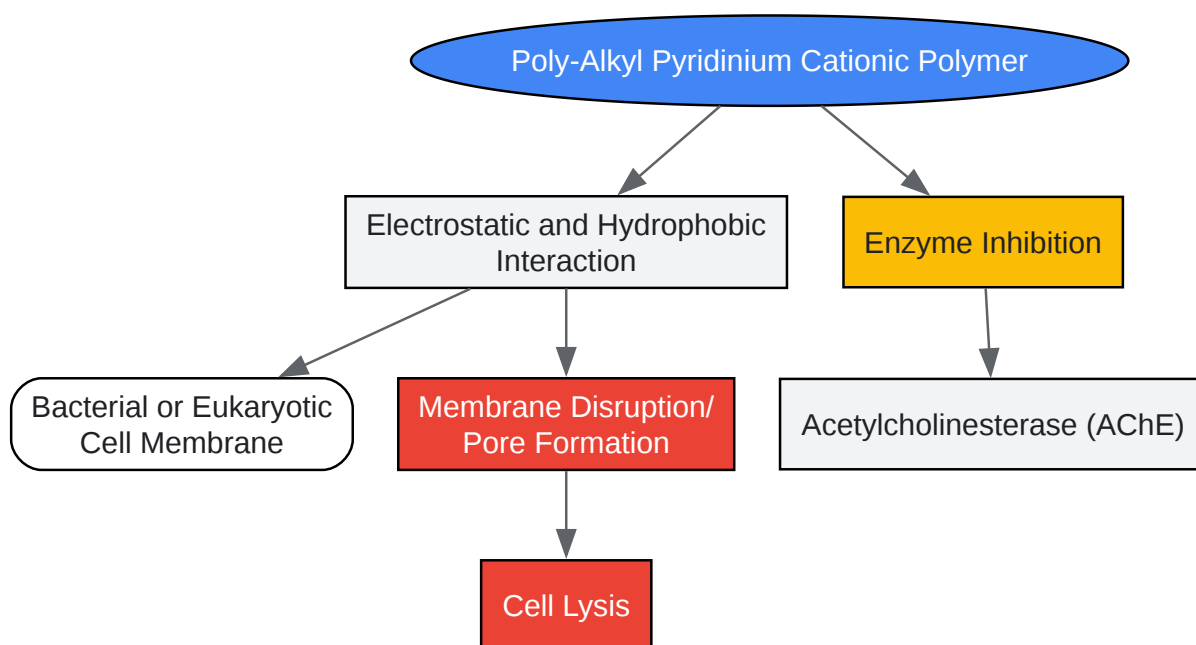 Poly-Alkyl Pyridinium Cationic Polymer
Electrostatic and Hydrophobic
Interaction
Enzyme Inhibition
Bacterial or Eukaryotic
Cell Membrane
Membrane Disruption/
Pore Formation
Acetylcholinesterase (AChE)
Cell Lysis